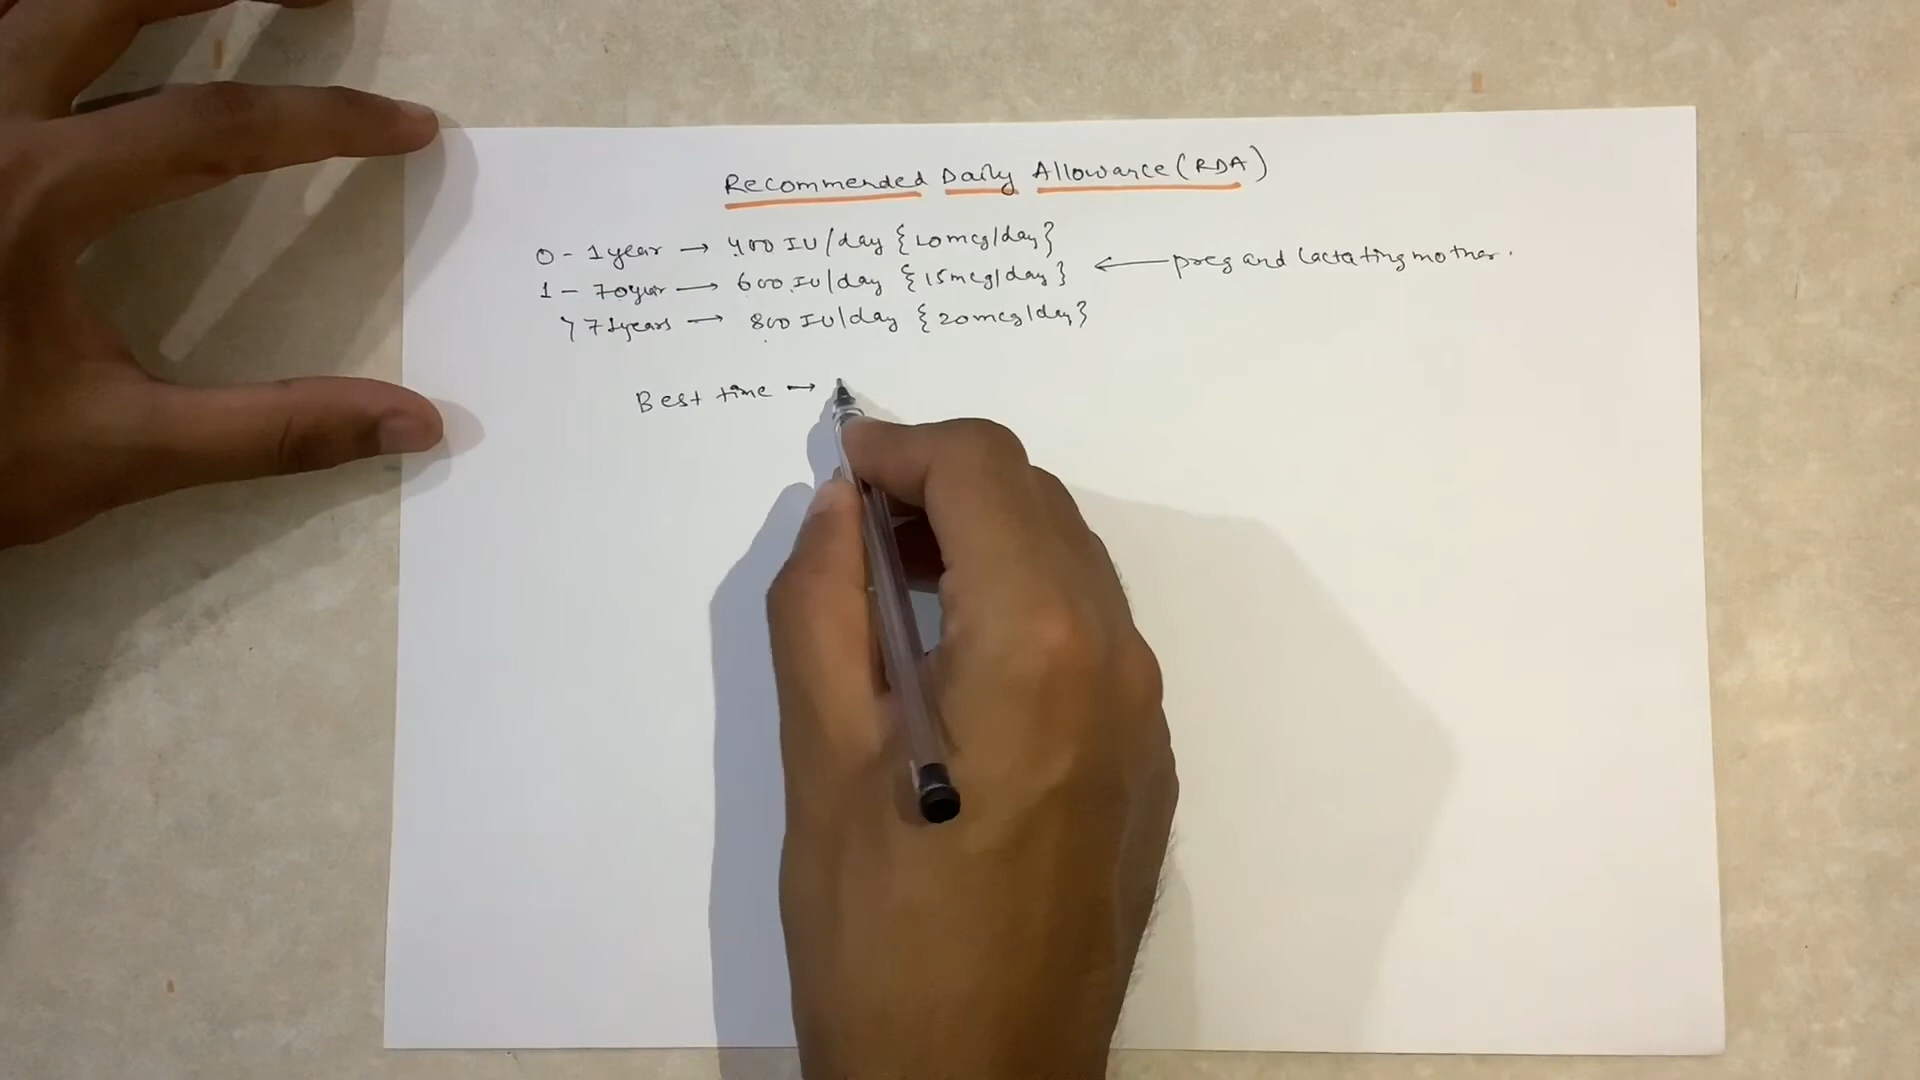 Recommended Daily Allowance (RDA)
0 - 1 year → 400 IU/day {10mcg/day}
1 - 70 year → 600 IU/day {15mcg/day} ← preg and lactating mother.
> 71 years → 800 IU/day {20mcg/day}
Best time →